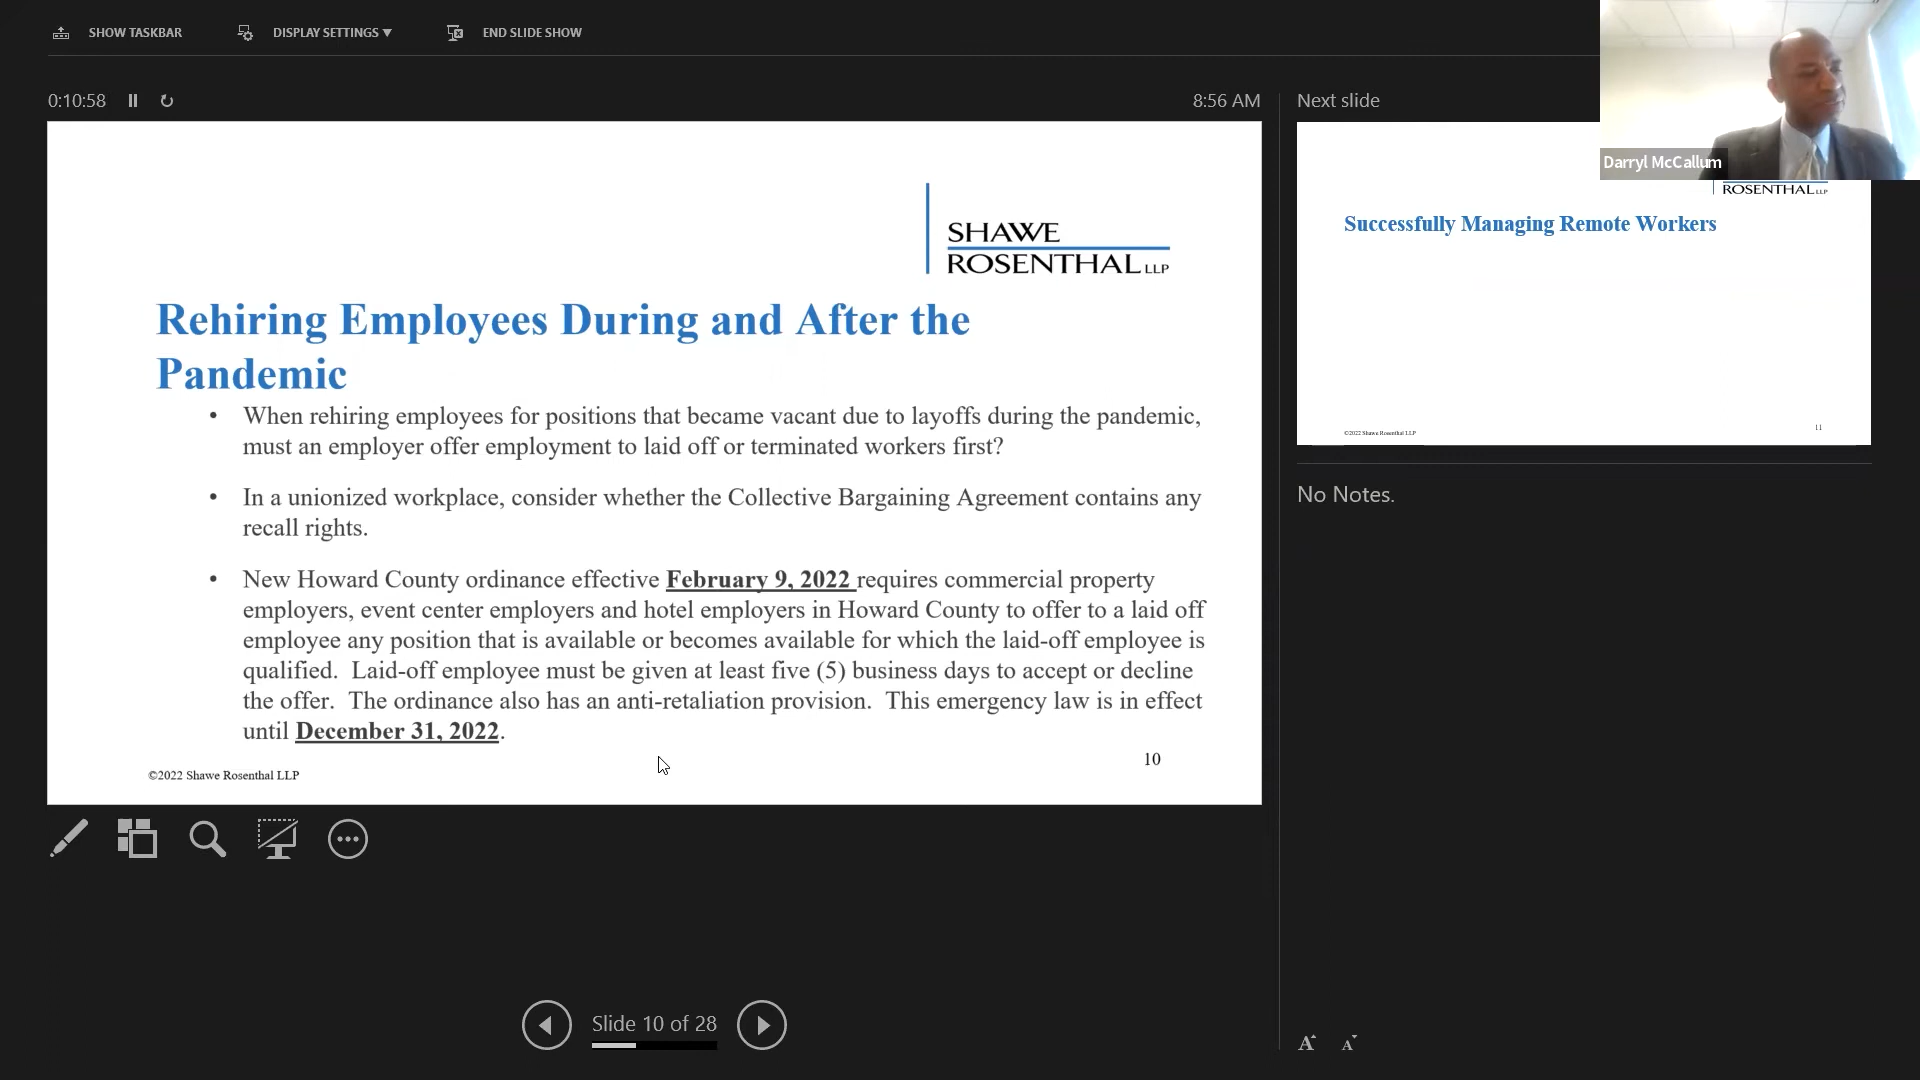 SHOW TASKBAR
DISPLAY SETTINGS ▼
END SLIDE SHOW
0:10:58
8:56 AM
Next slide
Darryl McCallum
SHAWE
ROSENTHAL LLP
Rehiring Employees During and After the
Pandemic
• When rehiring employees for positions that became vacant due to layoffs during the pandemic,
must an employer offer employment to laid off or terminated workers first?
• In a unionized workplace, consider whether the Collective Bargaining Agreement contains any
recall rights.
• New Howard County ordinance effective February 9, 2022 requires commercial property
employers, event center employers and hotel employers in Howard County to offer to a laid off
employee any position that is available or becomes available for which the laid-off employee is
qualified.  Laid-off employee must be given at least five (5) business days to accept or decline
the offer.  The ordinance also has an anti-retaliation provision.  This emergency law is in effect
until December 31, 2022.
10
©2022 Shawe Rosenthal LLP
ROSENTHAL LLP
Successfully Managing Remote Workers
©2022 Shawe Rosenthal LLP
11
No Notes.
Slide 10 of 28
A
A